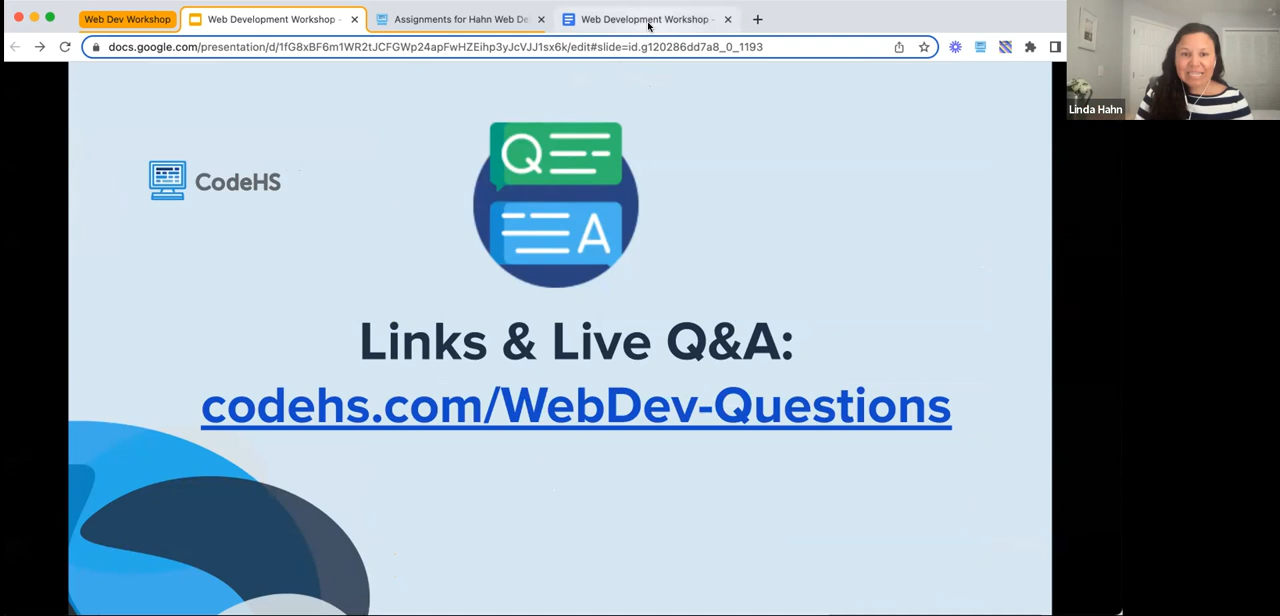 Web Dev Workshop
Web Development Workshop -
Assignments for Hahn Web De
Web Development Workshop -
docs.google.com/presentation/d/1fG8xBF6m1WR2tJCFGWp24apFwHZEihp3yJcVJJ1sx6k/edit#slide=id.g120286dd7a8_0_1193
Linda Hahn
CodeHS
Q
A
Links & Live Q&A:
codehs.com/WebDev-Questions